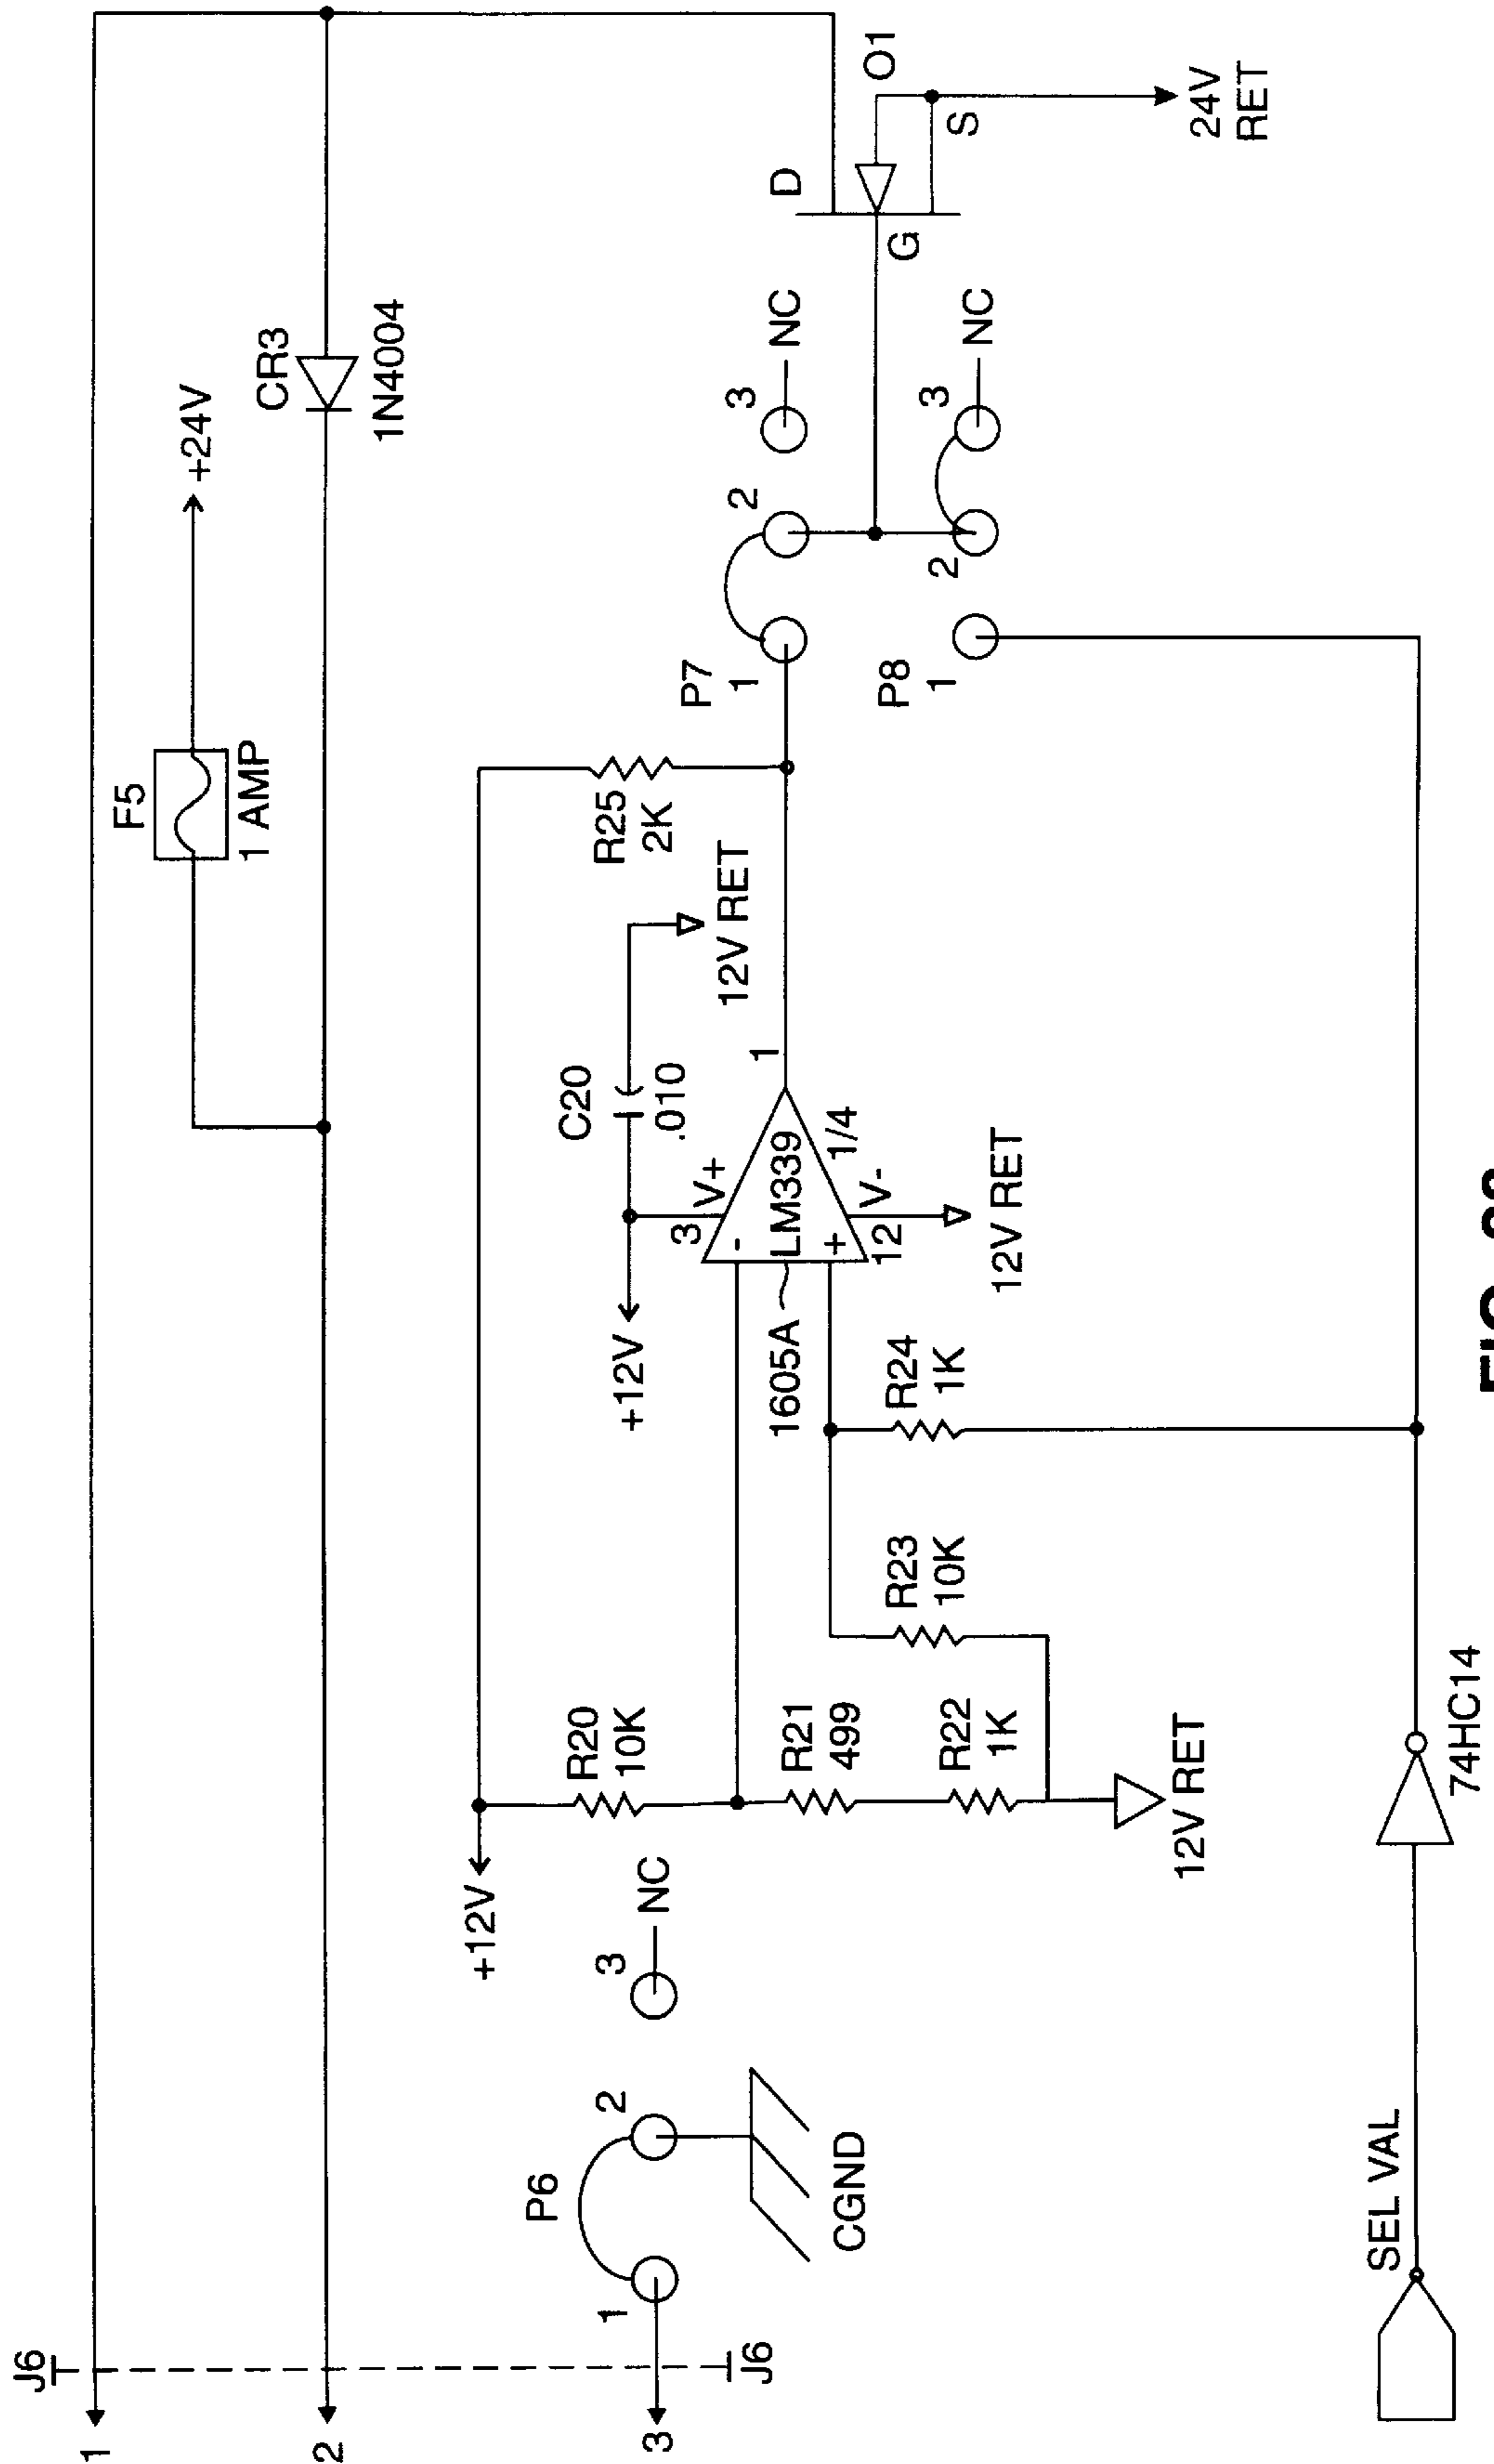 J6
1
2
3
J6
F5
1 AMP
+24V
CR3
1N4004
P6
1
2
3
NC
CGND
+12V
R20
10K
R21
499
R22
1K
12V RET
R23
10K
R24
1K
+12V
C20
.010
12V RET
3
V+
-
LM339
+
1605A
1/4
12
V-
12V RET
1
R25
2K
P7
1
2
3
NC
P8
1
2
3
NC
D
G
S
O1
24V
RET
SEL VAL
74HC14